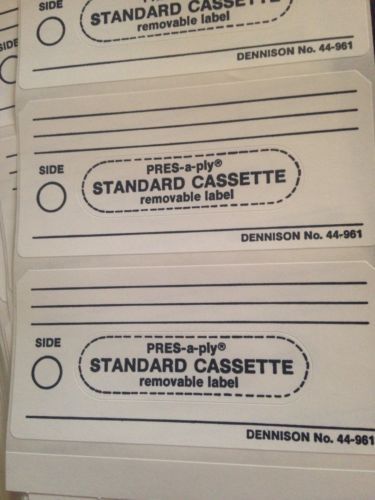 SIDE
STANDARD CASSETTE
removable label
DENNISON No. 44-961
SIDE
PRES-a-ply®
STANDARD CASSETTE
removable label
DENNISON No. 44-961
SIDE
PRES-a-ply®
STANDARD CASSETTE
removable label
DENNISON No. 44-961